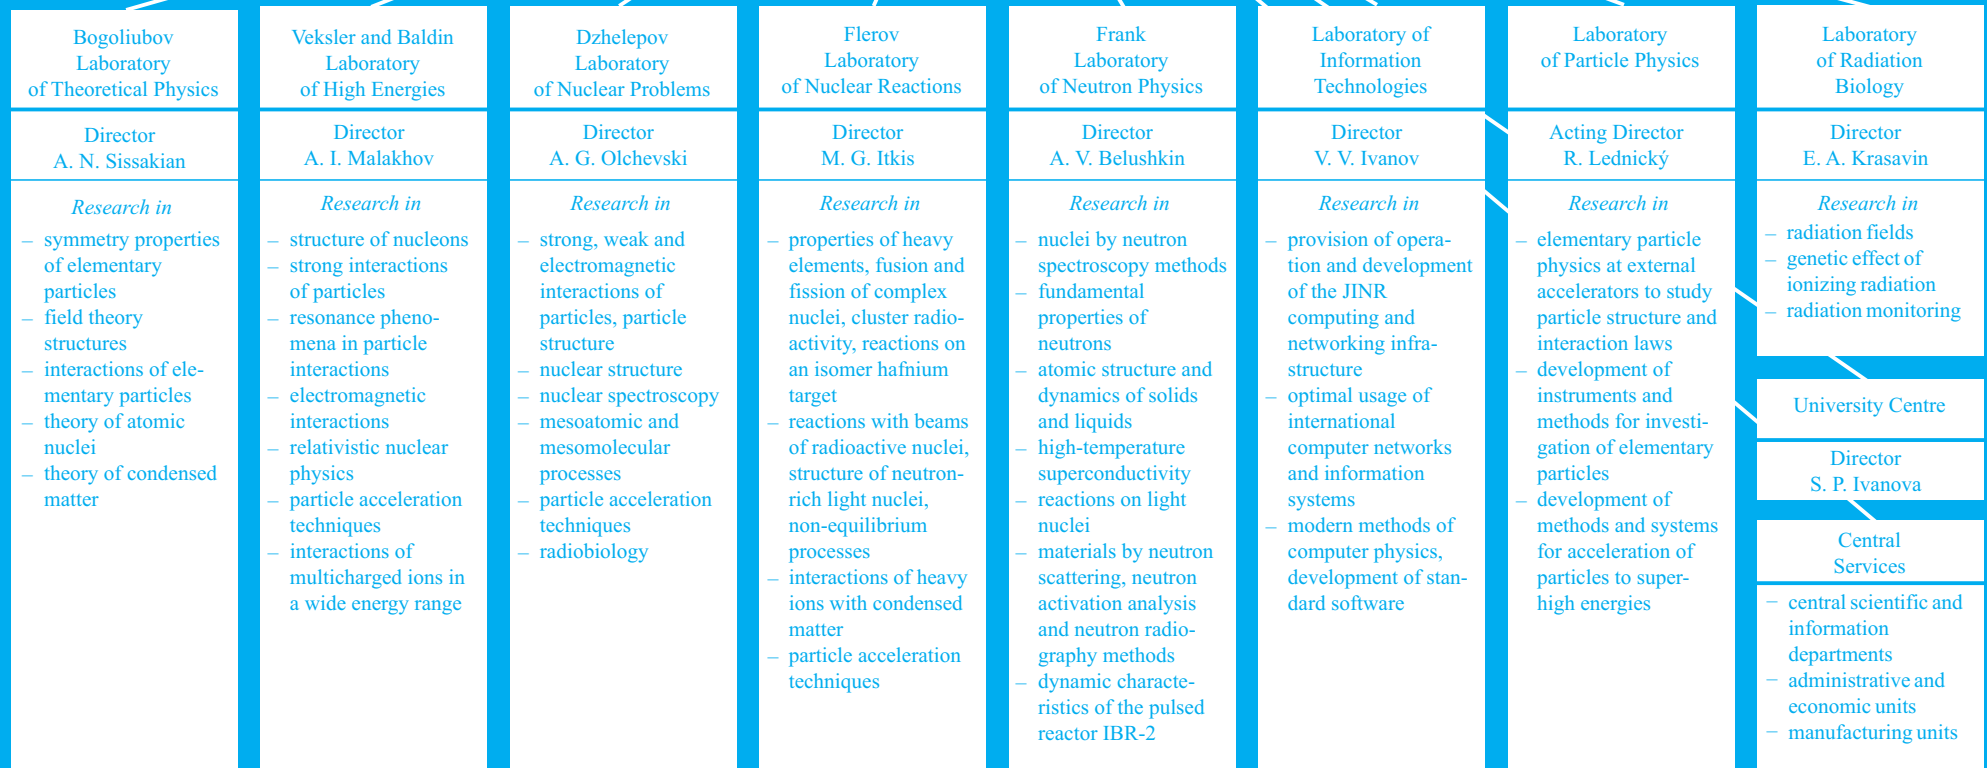 Bogoliubov
Laboratory
of Theoretical Physics
Director
A. N. Sissakian
Research in
– symmetry properties
of elementary
particles
– field theory
structures
– interactions of ele-
mentary particles
– theory of atomic
nuclei
– theory of condensed
matter
Veksler and Baldin
Laboratory
of High Energies
Director
A. I. Malakhov
Research in
– structure of nucleons
– strong interactions
of particles
– resonance pheno-
mena in particle
interactions
– electromagnetic
interactions
– relativistic nuclear
physics
– particle acceleration
techniques
– interactions of
multicharged ions in
a wide energy range
Dzhelepov
Laboratory
of Nuclear Problems
Director
A. G. Olchevski
Research in
– strong, weak and
electromagnetic
interactions of
particles, particle
structure
– nuclear structure
– nuclear spectroscopy
– mesoatomic and
mesomolecular
processes
– particle acceleration
techniques
– radiobiology
Flerov
Laboratory
of Nuclear Reactions
Director
M. G. Itkis
Research in
– properties of heavy
elements, fusion and
fission of complex
nuclei, cluster radio-
activity, reactions on
an isomer hafnium
target
– reactions with beams
of radioactive nuclei,
structure of neutron-
rich light nuclei,
non-equilibrium
processes
– interactions of heavy
ions with condensed
matter
– particle acceleration
techniques
Frank
Laboratory
of Neutron Physics
Director
A. V. Belushkin
Research in
– nuclei by neutron
spectroscopy methods
– fundamental
properties of
neutrons
– atomic structure and
dynamics of solids
and liquids
– high-temperature
superconductivity
– reactions on light
nuclei
– materials by neutron
scattering, neutron
activation analysis
and neutron radio-
graphy methods
– dynamic characte-
ristics of the pulsed
reactor IBR-2
Laboratory of
Information
Technologies
Director
V. V. Ivanov
Research in
– provision of opera-
tion and development
of the JINR
computing and
networking infra-
structure
– optimal usage of
international
computer networks
and information
systems
– modern methods of
computer physics,
development of stan-
dard software
Laboratory
of Particle Physics
Acting Director
R. Lednický
Research in
– elementary particle
physics at external
accelerators to study
particle structure and
interaction laws
– development of
instruments and
methods for investi-
gation of elementary
particles
– development of
methods and systems
for acceleration of
particles to super-
high energies
Laboratory
of Radiation
Biology
Director
E. A. Krasavin
Research in
– radiation fields
– genetic effect of
ionizing radiation
– radiation monitoring
University Centre
Director
S. P. Ivanova
Central
Services
– central scientific and
information
departments
– administrative and
economic units
– manufacturing units